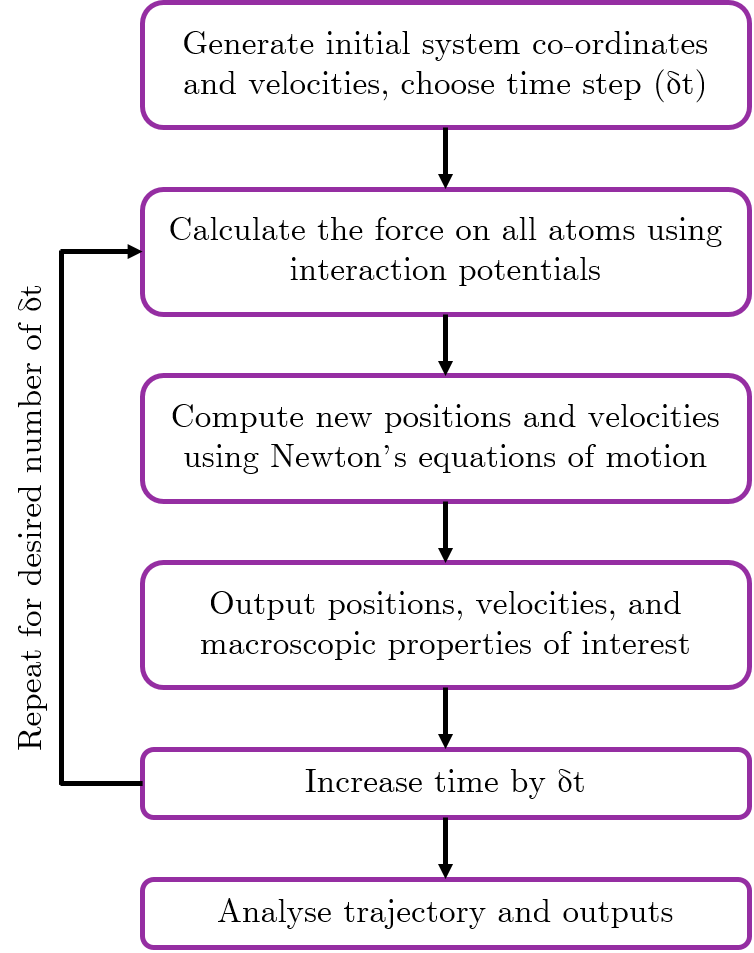 Generate initial system co-ordinates
and velocities, choose time step (δt)
Calculate the force on all atoms using
interaction potentials
Compute new positions and velocities
using Newton's equations of motion
Output positions, velocities, and
macroscopic properties of interest
Increase time by δt
Analyse trajectory and outputs
Repeat for desired number of δt